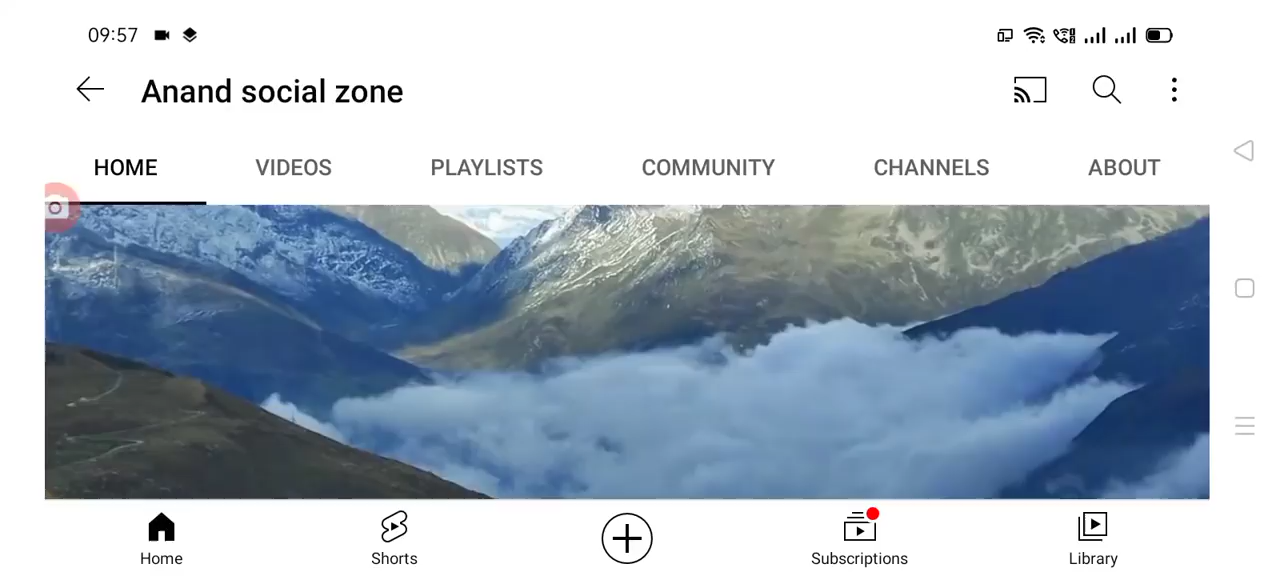 09:57
Anand social zone
HOME VIDEOS PLAYLISTS COMMUNITY CHANNELS ABOUT
Home Shorts Subscriptions Library